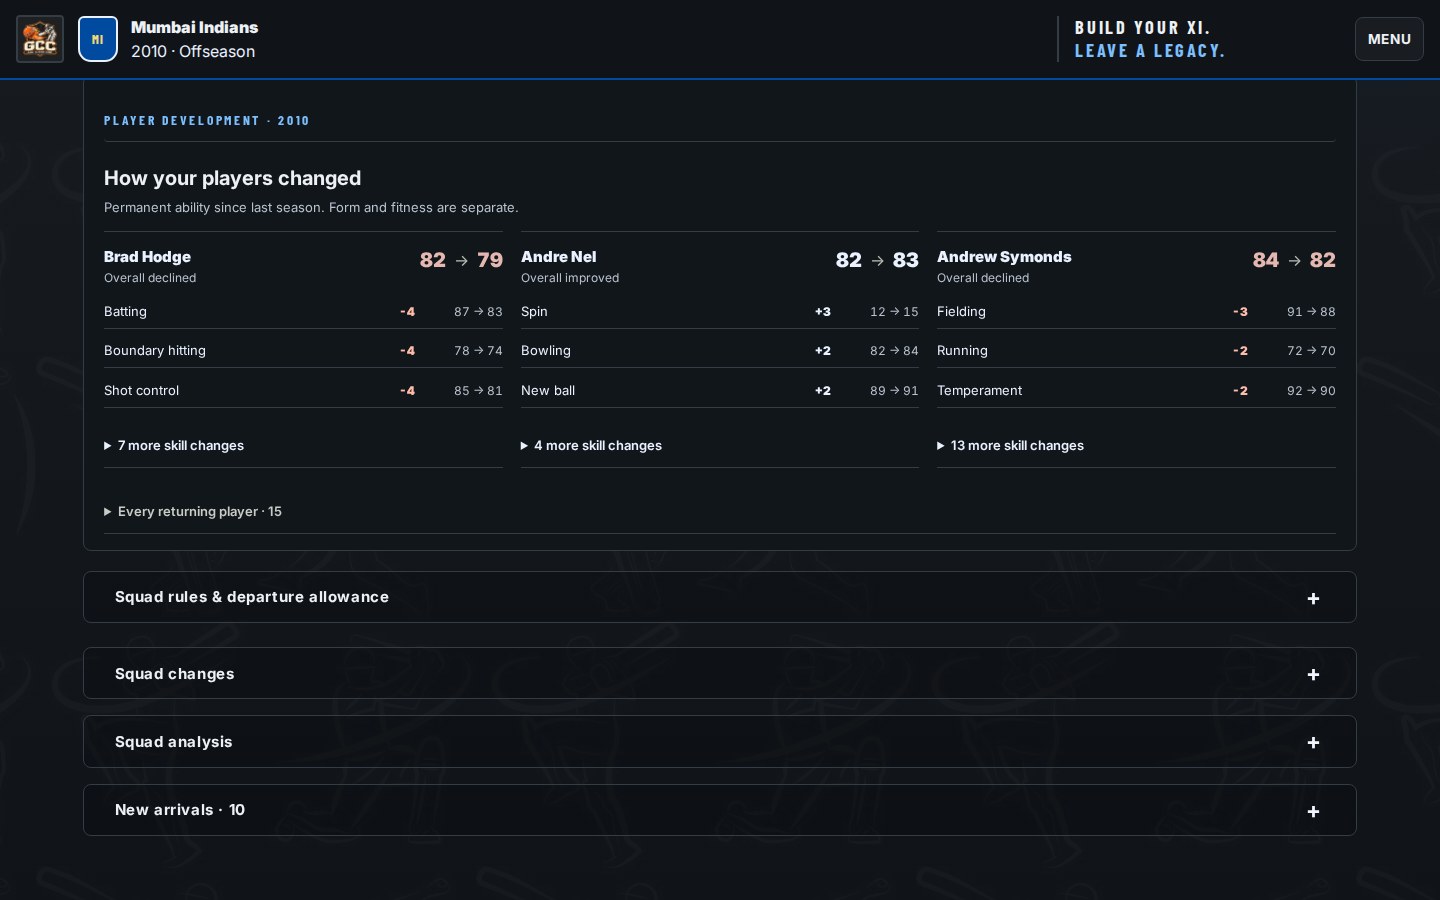 GCC
MI
Mumbai Indians
2010 · Offseason
BUILD YOUR XI.
LEAVE A LEGACY.
MENU
PLAYER DEVELOPMENT · 2010
How your players changed
Permanent ability since last season. Form and fitness are separate.
Brad Hodge
82 → 79
Overall declined
Batting -4 87 → 83
Boundary hitting -4 78 → 74
Shot control -4 85 → 81
▶ 7 more skill changes
Andre Nel
82 → 83
Overall improved
Spin +3 12 → 15
Bowling +2 82 → 84
New ball +2 89 → 91
▶ 4 more skill changes
Andrew Symonds
84 → 82
Overall declined
Fielding -3 91 → 88
Running -2 72 → 70
Temperament -2 92 → 90
▶ 13 more skill changes
▶ Every returning player · 15
Squad rules & departure allowance +
Squad changes +
Squad analysis +
New arrivals · 10 +